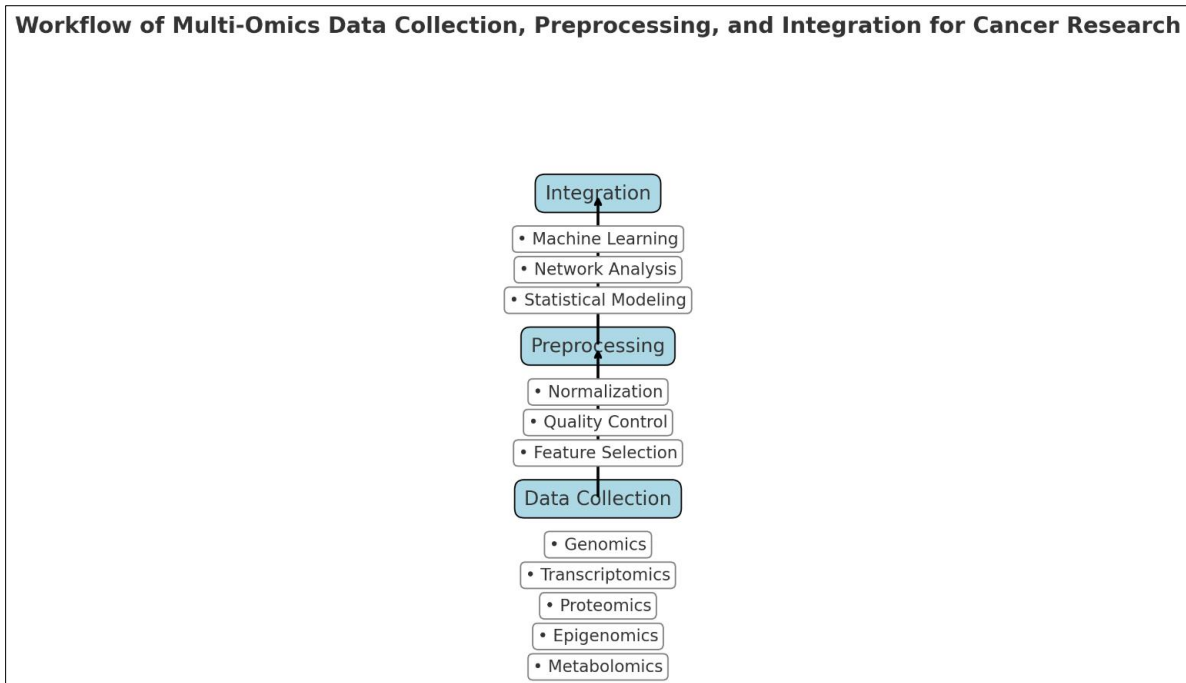 Workflow of Multi-Omics Data Collection, Preprocessing, and Integration for Cancer Research
Integration
• Machine Learning
• Network Analysis
• Statistical Modeling
Preprocessing
• Normalization
• Quality Control
• Feature Selection
Data Collection
• Genomics
• Transcriptomics
• Proteomics
• Epigenomics
• Metabolomics